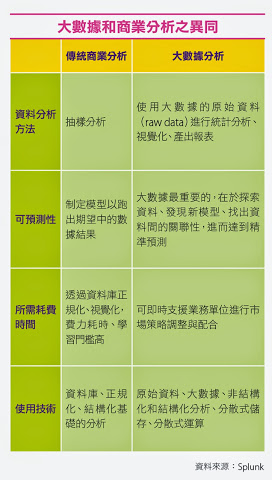 大數據和商業分析之異同
傳統商業分析
大數據分析
資料分析
方法
抽樣分析
使用大數據的原始資料
（raw data）進行統計分析、
視覺化、產出報表
可預測性
制定模型以跑
出期望中的數
據結果
大數據最重要的，在於探索
資料、發現新模型、找出資
料間的關聯性，進而達到精
準預測
所需耗費
時間
透過資料庫正
規化、視覺化，
費力耗時、學
習門檻高
可即時支援業務單位進行市
場策略調整與配合
使用技術
資料庫、正規
化、結構化基
礎的分析
原始資料、大數據、非結構
化和結構化分析、分散式儲
存、分散式運算
資料來源：Splunk